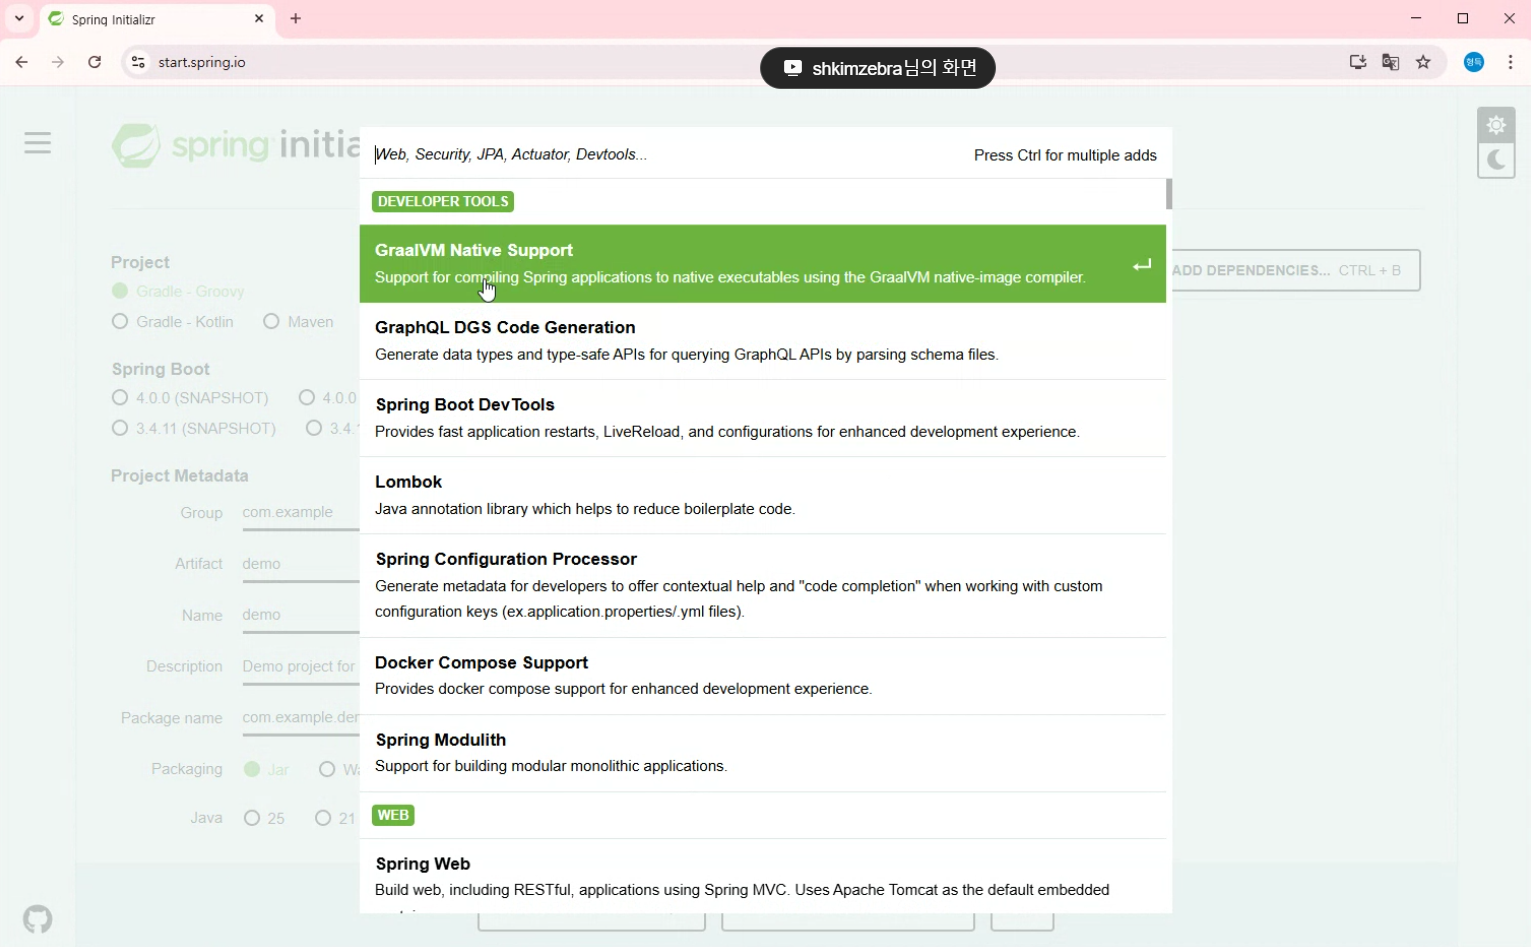 Spring Initializr
start.spring.io
shkimzebra님의 화면
형득
spring initia
Web, Security, JPA, Actuator, Devtools...
Press Ctrl for multiple adds
DEVELOPER TOOLS
GraalVM Native Support
Support for compiling Spring applications to native executables using the GraalVM native-image compiler.
GraphQL DGS Code Generation
Generate data types and type-safe APIs for querying GraphQL APIs by parsing schema files.
Spring Boot DevTools
Provides fast application restarts, LiveReload, and configurations for enhanced development experience.
Lombok
Java annotation library which helps to reduce boilerplate code.
Spring Configuration Processor
Generate metadata for developers to offer contextual help and "code completion" when working with custom
configuration keys (ex.application.properties/.yml files).
Docker Compose Support
Provides docker compose support for enhanced development experience.
Spring Modulith
Support for building modular monolithic applications.
WEB
Spring Web
Build web, including RESTful, applications using Spring MVC. Uses Apache Tomcat as the default embedded
ADD DEPENDENCIES... CTRL + B
Project
Gradle - Groovy
Gradle - Kotlin Maven
Spring Boot
4.0.0 (SNAPSHOT) 4.0.0
3.4.11 (SNAPSHOT) 3.4.
Project Metadata
Group com.example
Artifact demo
Name demo
Description Demo project for
Package name com.example.der
Packaging Jar Wa
Java 25 21